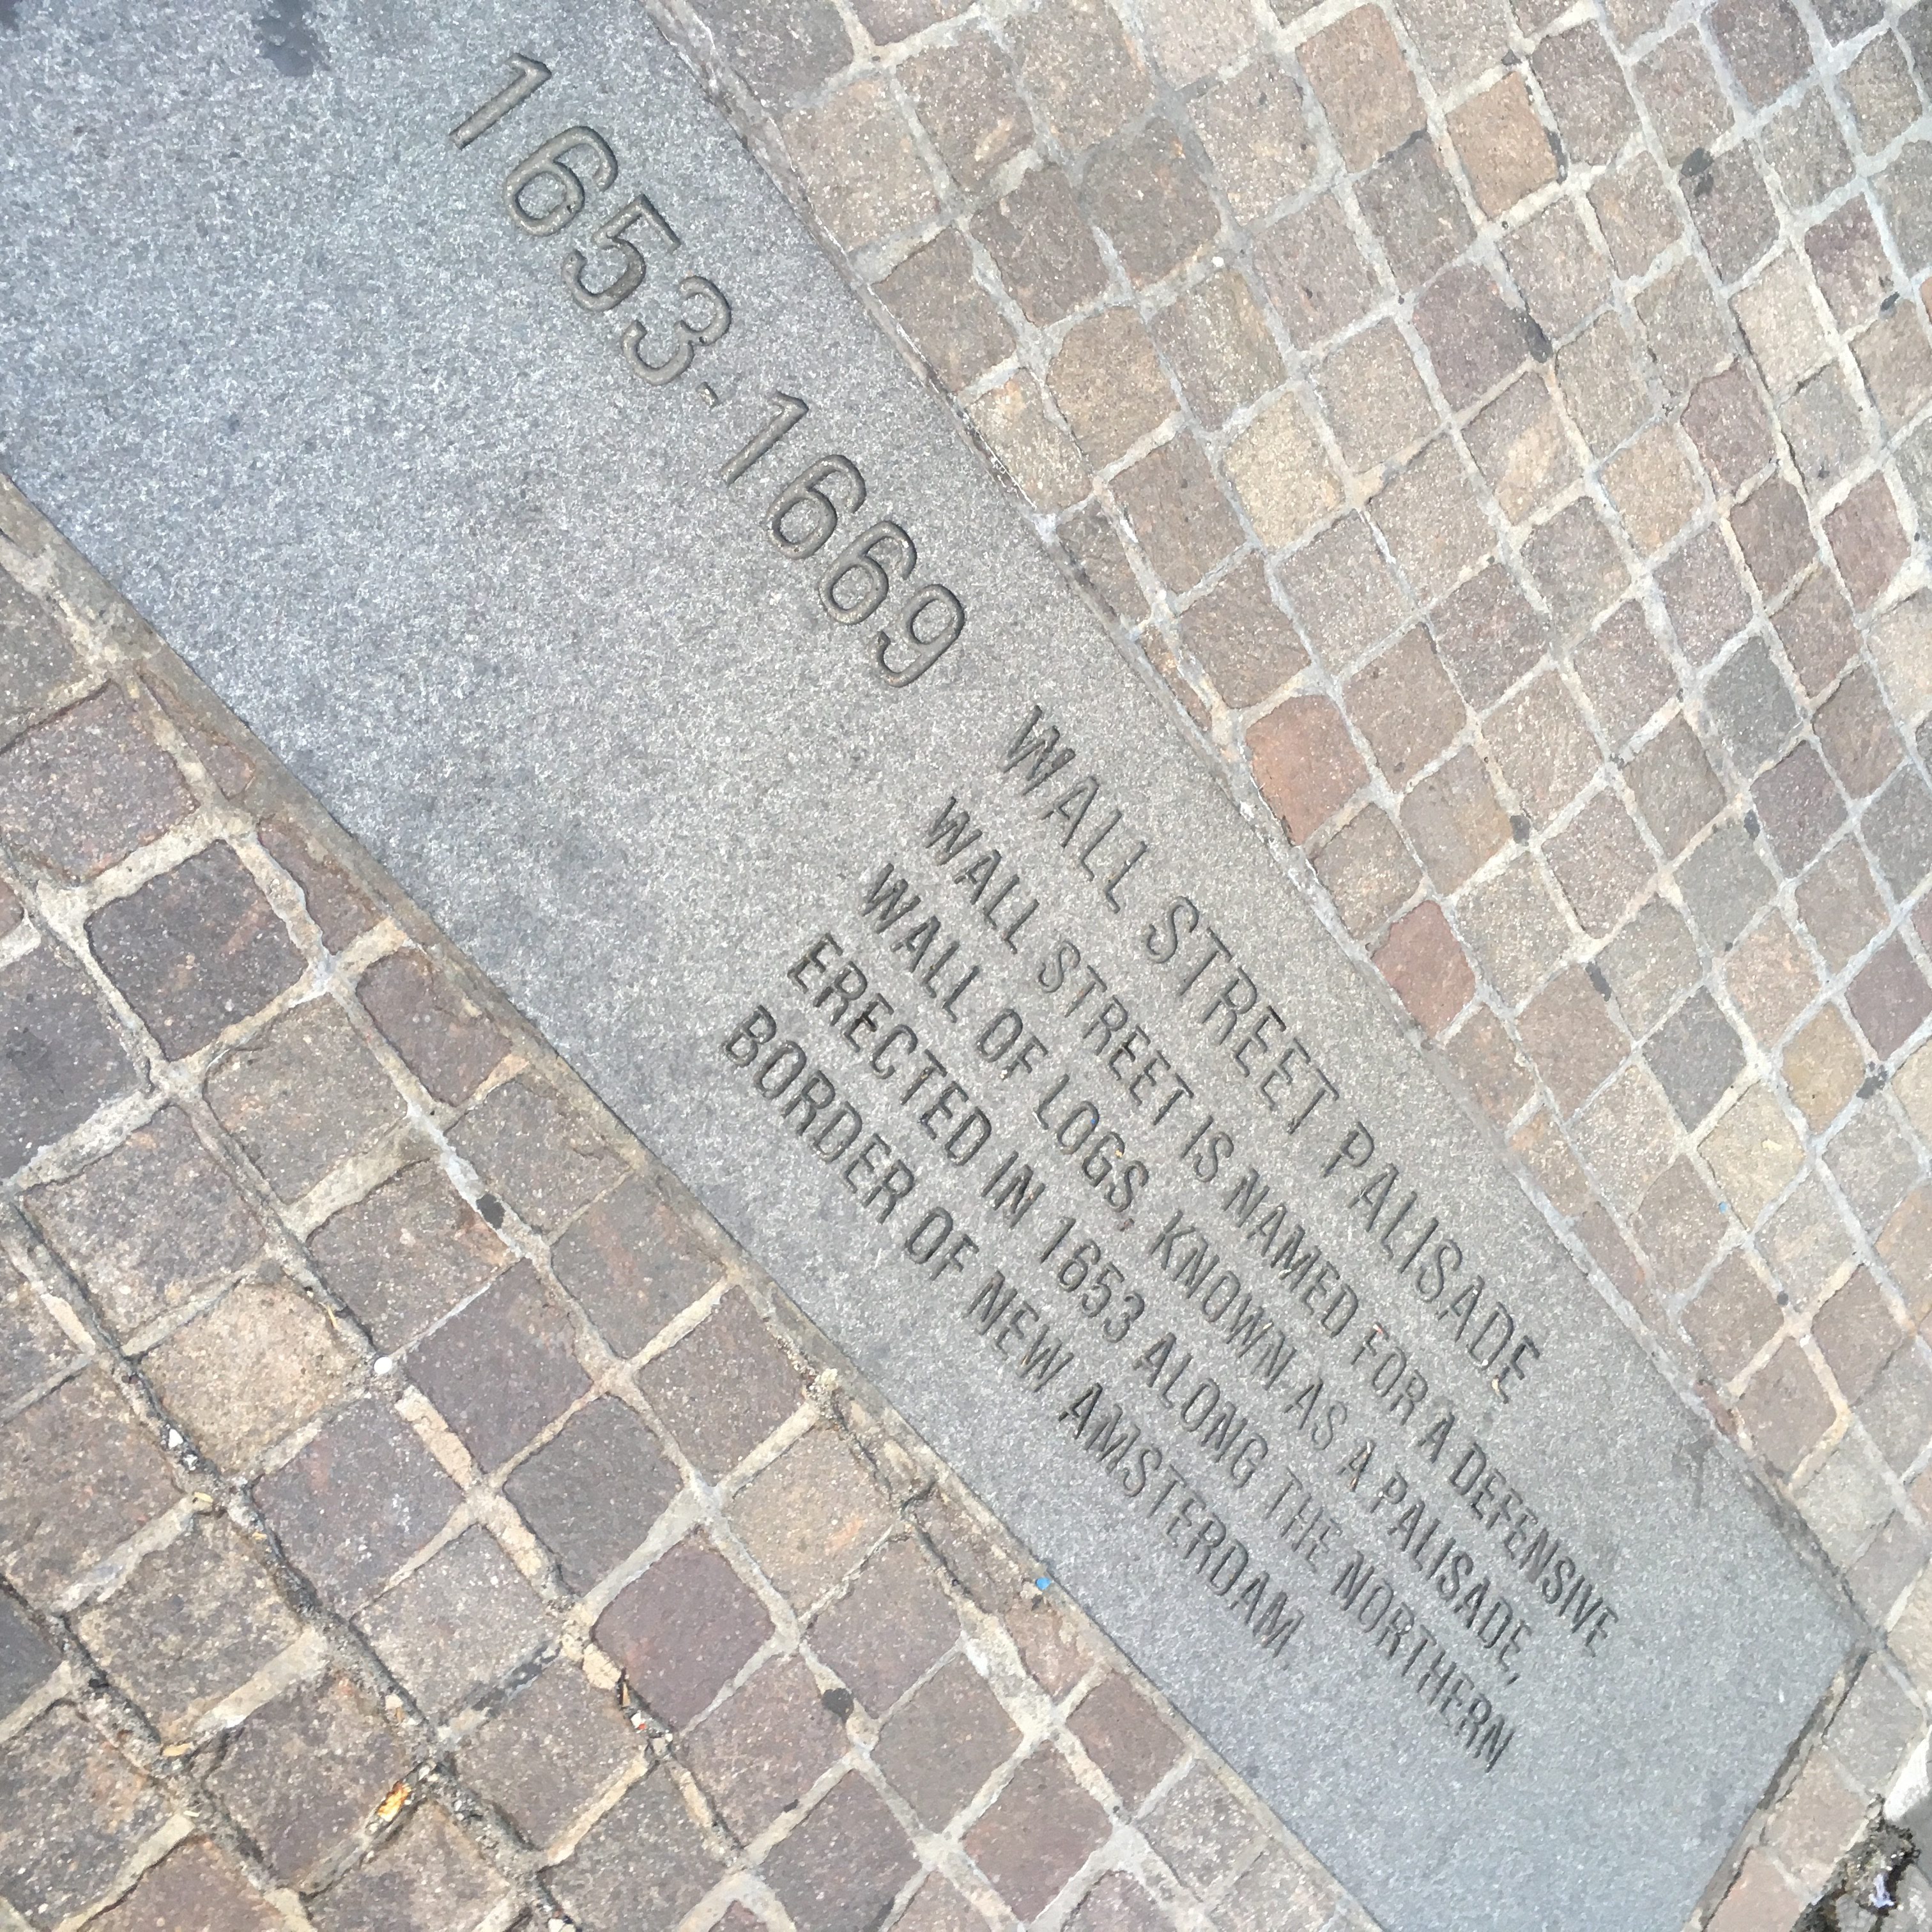 1653-1669
WALL STREET PALISADE
WALL STREET IS NAMED FOR A DEFENSIVE
WALL OF LOGS, KNOWN AS A PALISADE,
ERECTED IN 1653 ALONG THE NORTHERN
BORDER OF NEW AMSTERDAM.